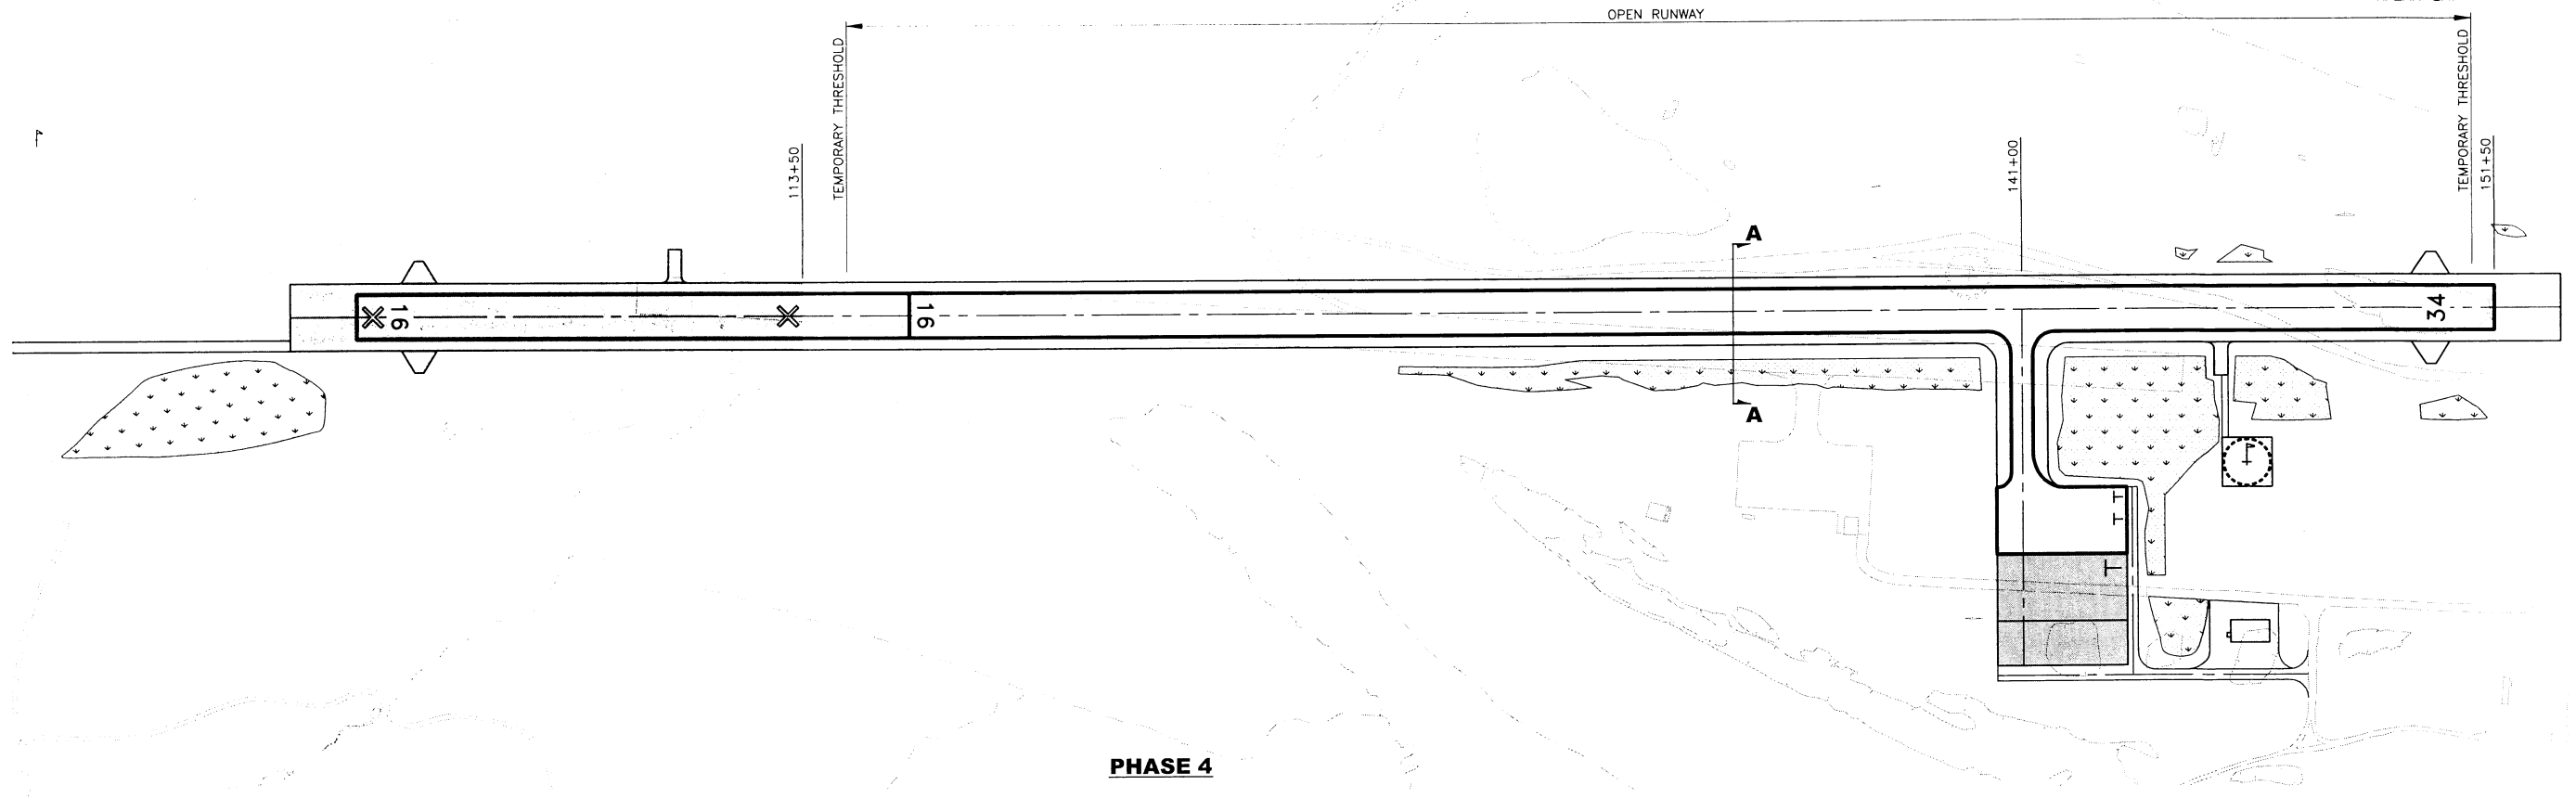 OPEN RUNWAY
TEMPORARY THRESHOLD
TEMPORARY THRESHOLD
113+50
141+00
151+50
A
16
16
34
A
PHASE 4